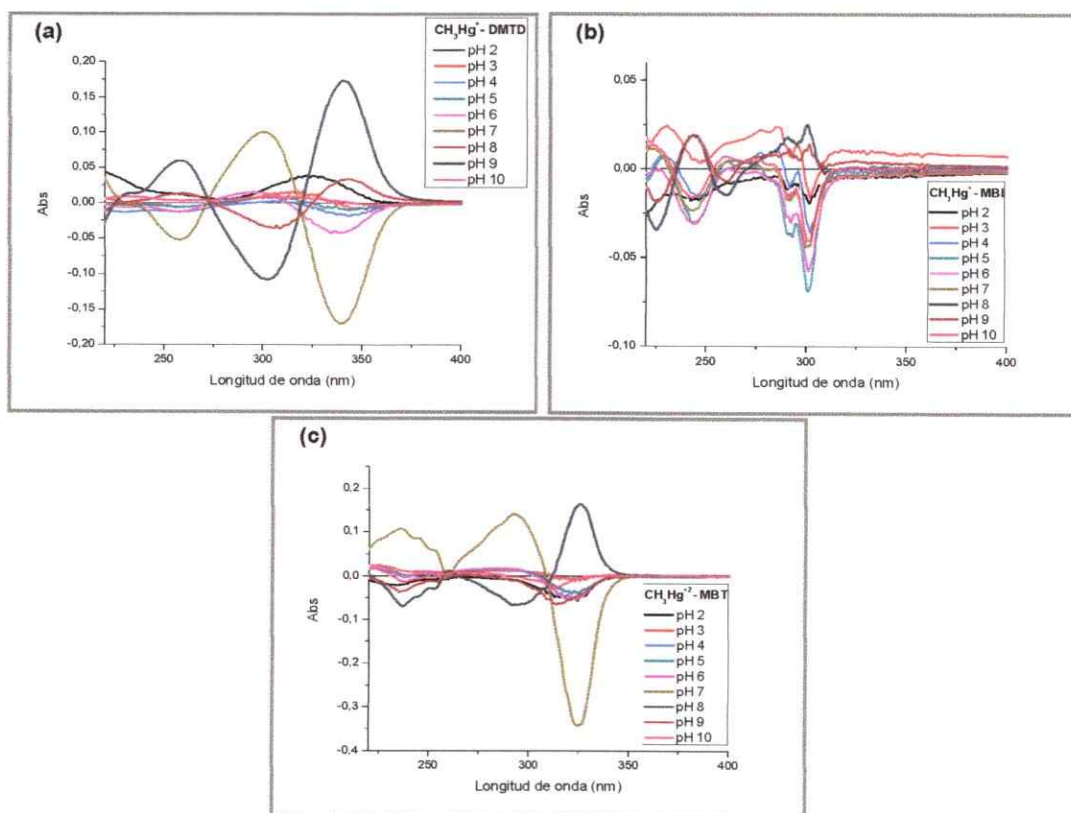 (a)
CH3Hg+- DMTD
pH 2
pH 3
pH 4
pH 5
pH 6
pH 7
pH 8
pH 9
pH 10
0,20
0,15
0,10
0,05
0,00
-0,05
-0,10
-0,15
-0,20
Abs
250
300
350
400
Longitud de onda (nm)
(b)
0,05
0,00
-0,05
-0,10
Abs
CH3Hg+- MBI
pH 2
pH 3
pH 4
pH 5
pH 6
pH 7
pH 8
pH 9
pH 10
250
300
350
400
Longitud de onda (nm)
(c)
0,2
0,1
0,0
-0,1
-0,2
-0,3
-0,4
Abs
CH3Hg+2- MBT
pH 2
pH 3
pH 4
pH 5
pH 6
pH 7
pH 8
pH 9
pH 10
250
300
350
400
Longitud de onda (nm)